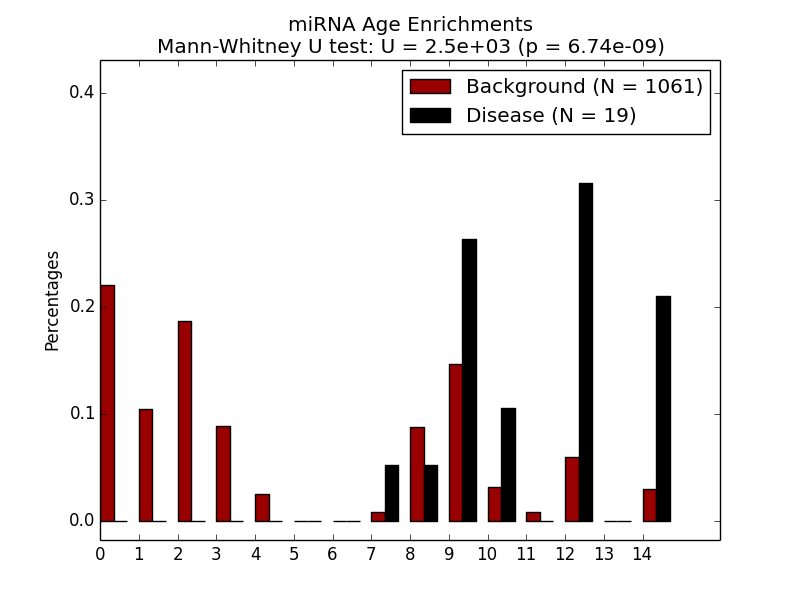 miRNA Age Enrichments
Mann-Whitney U test: U = 2.5e+03 (p = 6.74e-09)
Background (N = 1061)
Disease (N = 19)
Percentages
0.4
0.3
0.2
0.1
0.0
0 1 2 3 4 5 6 7 8 9 10 11 12 13 14